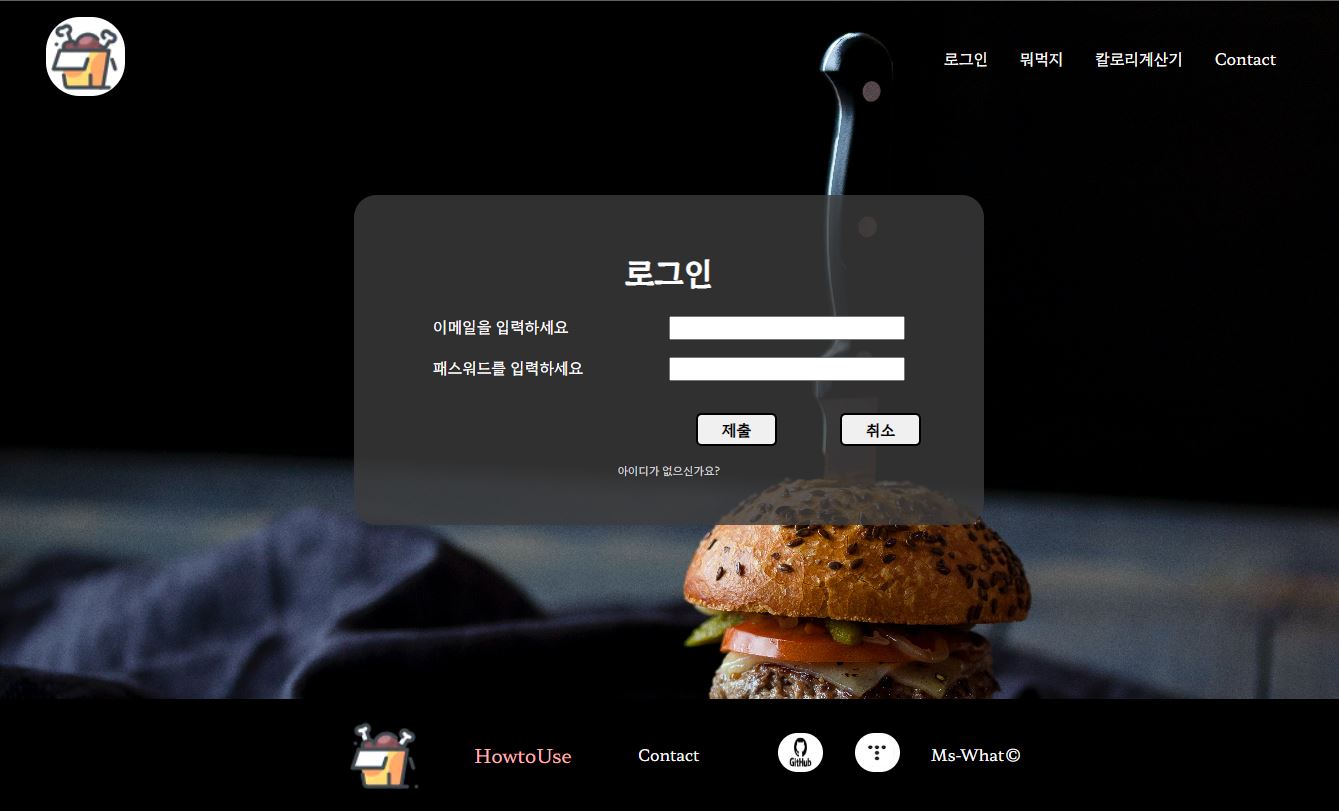 로그인 뭐먹지 칼로리계산기 Contact
로그인
이메일을 입력하세요
패스워드를 입력하세요
제출 취소
아이디가 없으신가요?
HowtoUse Contact GitHub Ms-What©